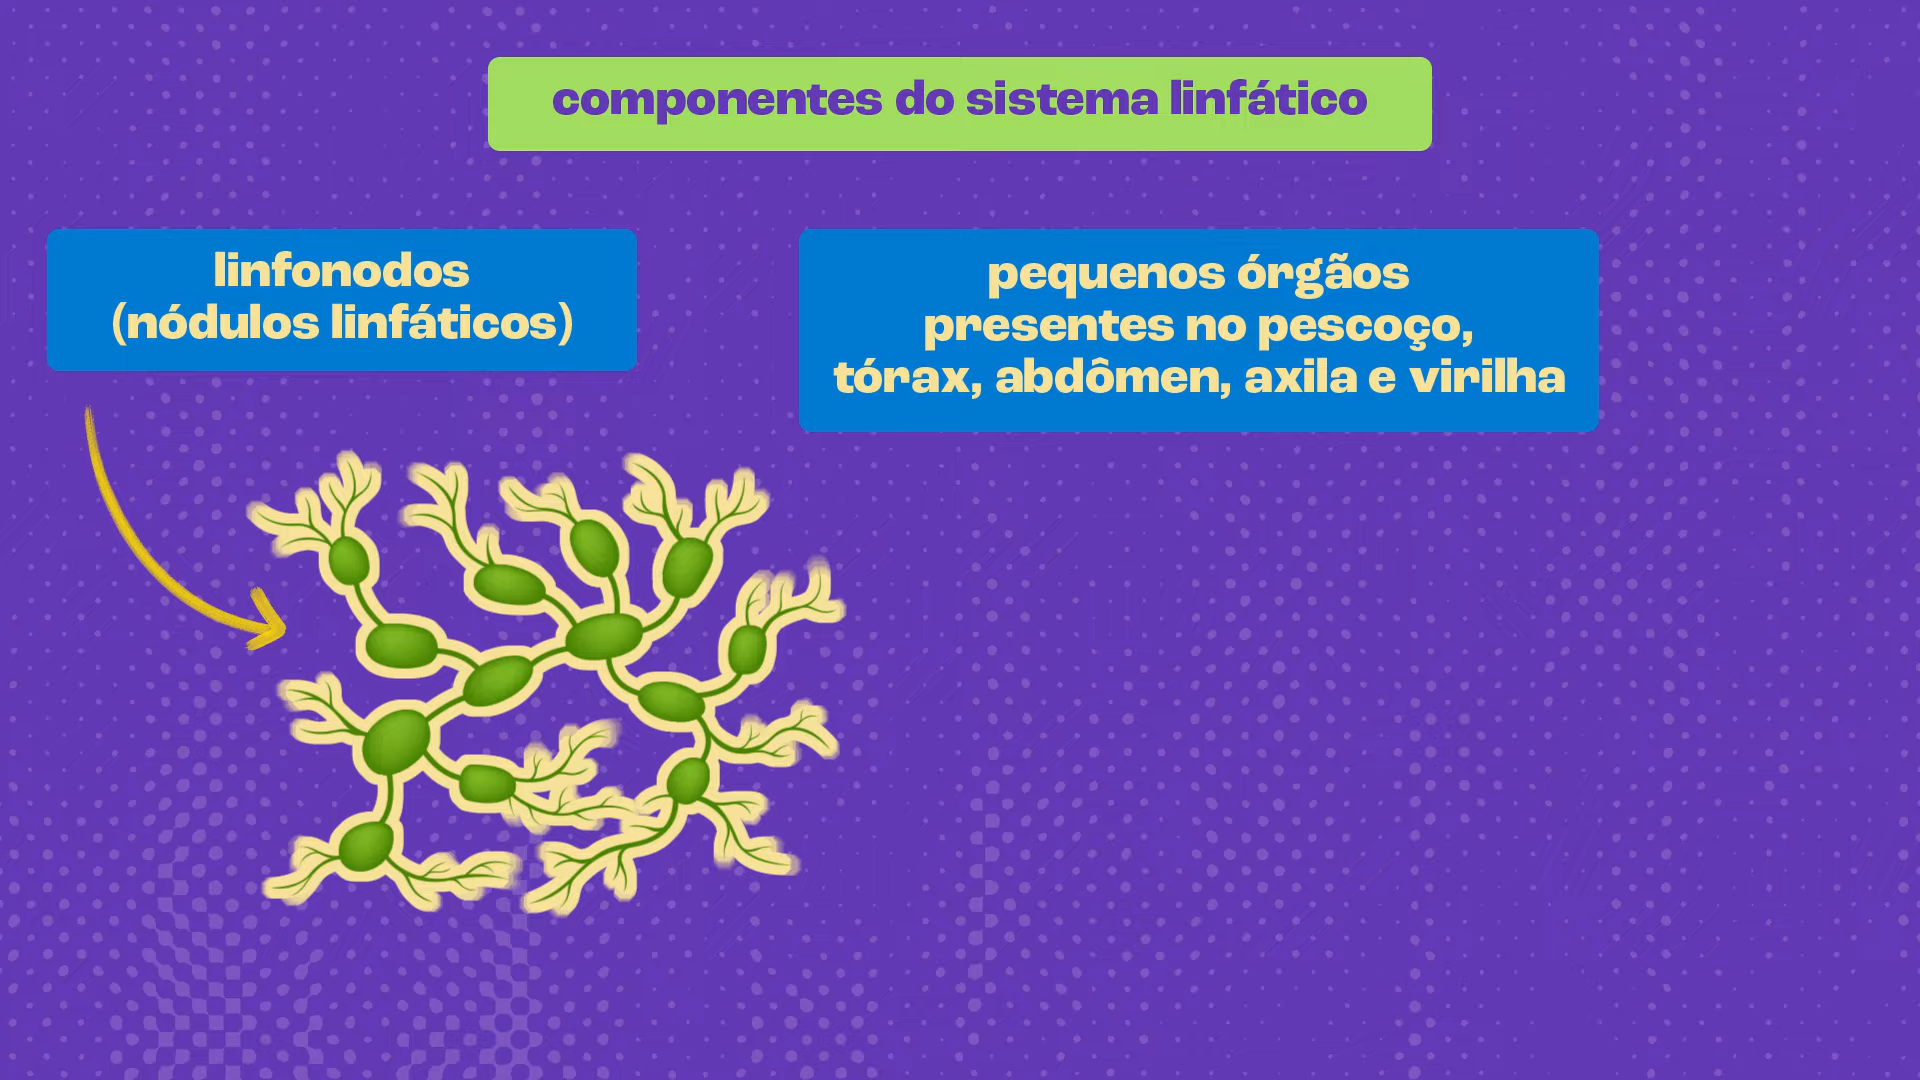 componentes do sistema linfático
linfonodos
(nódulos linfáticos)
pequenos órgãos
presentes no pescoço,
tórax, abdômen, axila e virilha